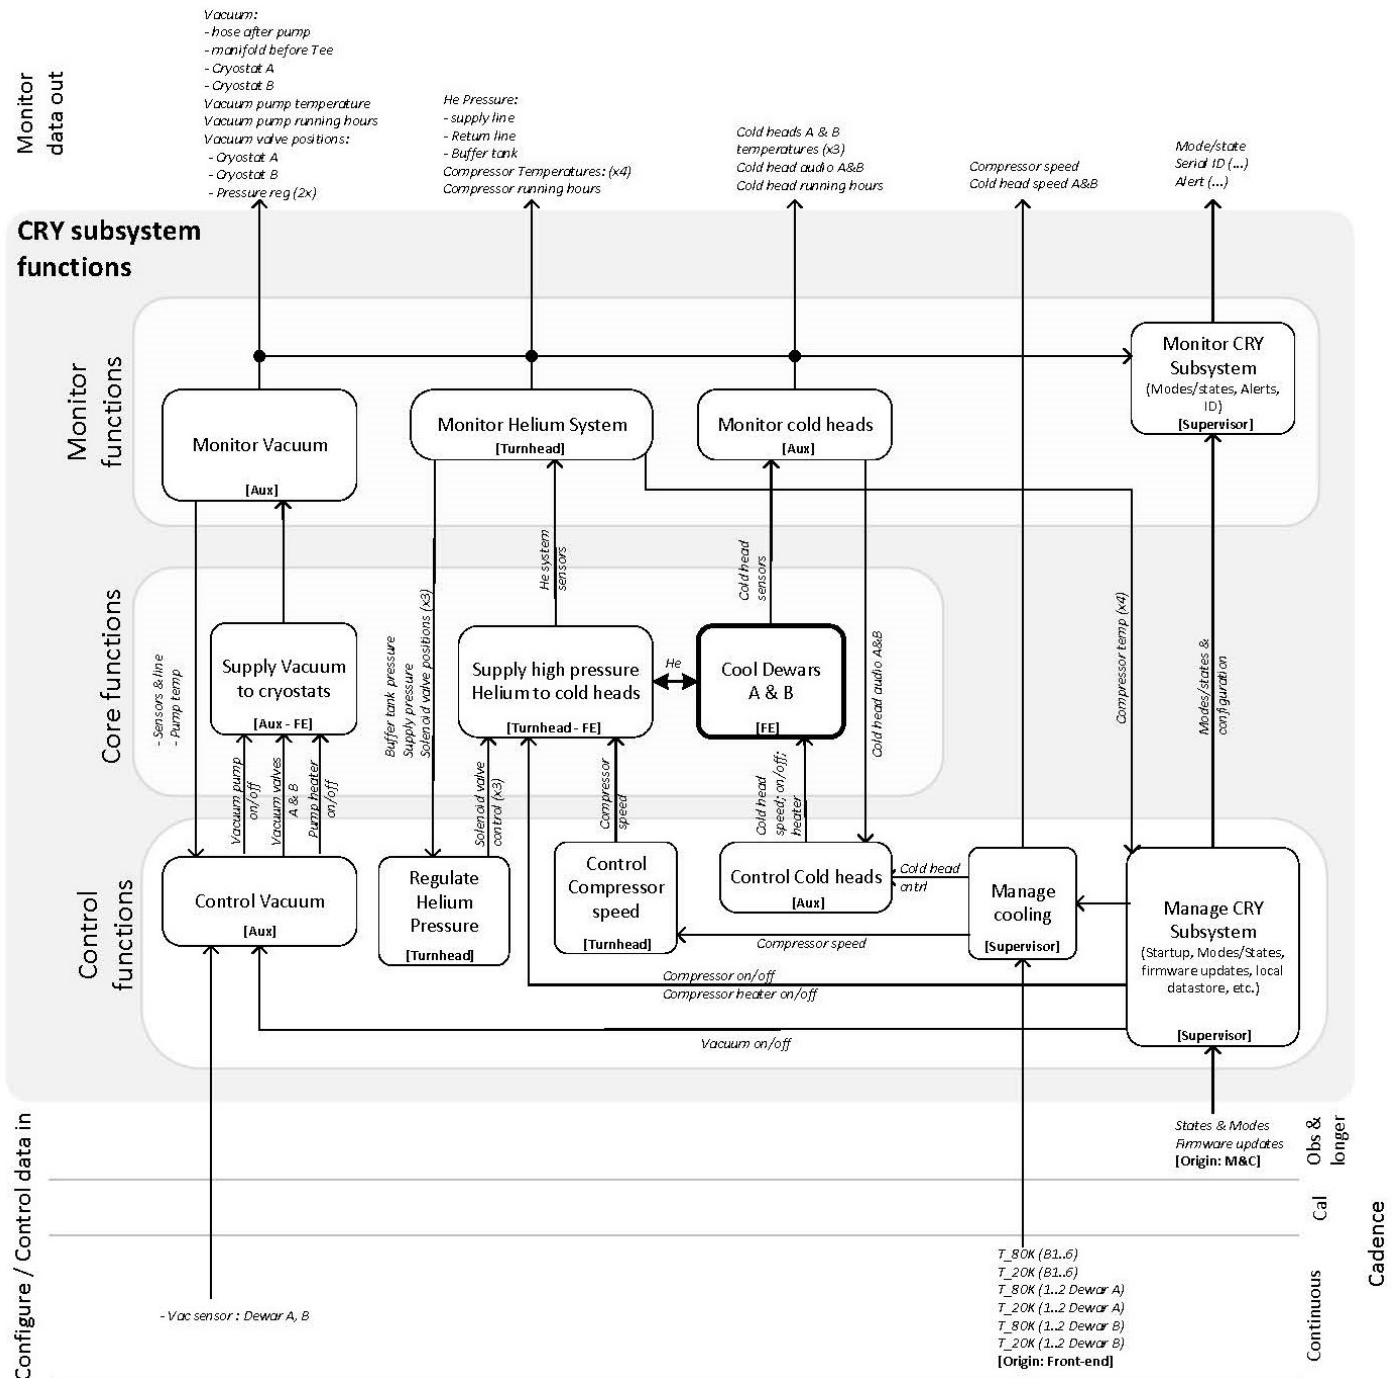 Monitor
data out
Vacuum:
- hose after pump
- manifold before Tee
- Cryostat A
- Cryostat B
Vacuum pump temperature
Vacuum pump running hours
Vacuum valve positions:
- Cryostat A
- Cryostat B
- Pressure reg (2x)
He Pressure:
- supply line
- Return line
- Buffer tank
Compressor Temperatures: (x4)
Compressor running hours
Cold heads A & B
temperatures (x3)
Cold head audio A&B
Cold head running hours
Compressor speed
Cold head speed A&B
Mode/state
Serial ID (...)
Alert (...)
CRY subsystem
functions
Monitor
functions
Monitor Vacuum
[Aux]
Monitor Helium System
[Turnhead]
Monitor cold heads
[Aux]
Monitor CRY
Subsystem
(Modes/states, Alerts,
ID)
[Supervisor]
Core functions
- Sensors & line
- Pump temp
Supply Vacuum
to cryostats
[Aux - FE]
Buffer tank pressure
Supply pressure
Solenoid valve positions (x3)
He system
sensors
Supply high pressure
Helium to cold heads
[Turnhead - FE]
He
Cold head
sensors
Cool Dewars
A & B
[FE]
Cold head audio A&B
Compressor temp (x4)
Modes/states &
configuration
Vacuum pump
on/off
Vacuum valves
A & B
Pump heater
on/off
Solenoid valve
control (x3)
Compressor
speed
Cold head
speed; on/off;
heater
Control
functions
Control Vacuum
[Aux]
Regulate
Helium
Pressure
[Turnhead]
Control
Compressor
speed
[Turnhead]
Control Cold heads
[Aux]
Cold head
cntrl
Manage
cooling
[Supervisor]
Manage CRY
Subsystem
(Startup, Modes/States,
firmware updates, local
datastore, etc.)
[Supervisor]
Compressor speed
Compressor on/off
Compressor heater on/off
Vacuum on/off
Configure / Control data in
States & Modes
Firmware updates
[Origin: M&C]
Obs &
longer
Cal
Continuous
Cadence
- Vac sensor : Dewar A, B
T_80K (B1..6)
T_20K (B1..6)
T_80K (1..2 Dewar A)
T_20K (1..2 Dewar A)
T_80K (1..2 Dewar B)
T_20K (1..2 Dewar B)
[Origin: Front-end]